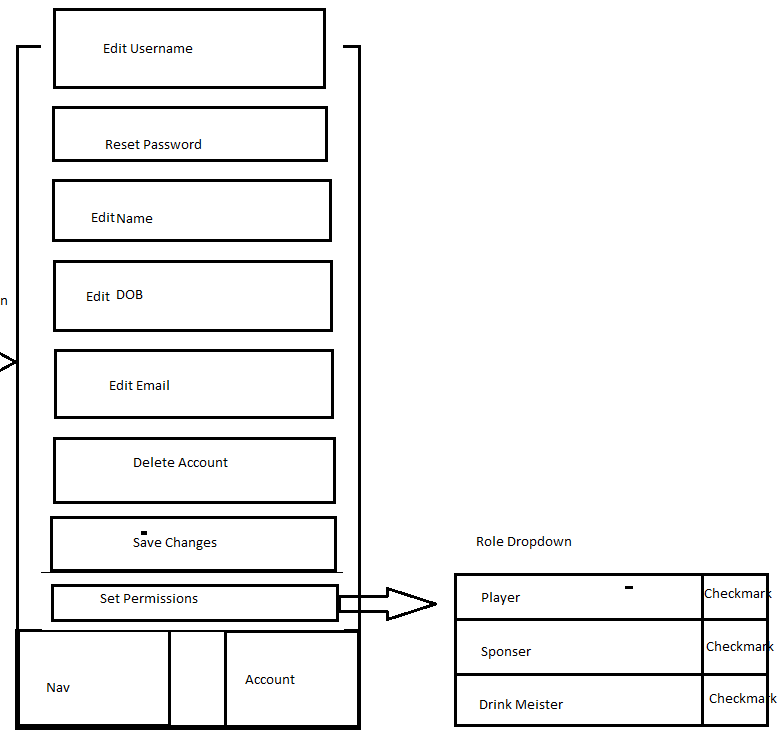 Edit Username
Reset Password
Edit Name
n
Edit DOB
Edit Email
Delete Account
Save Changes
Set Permissions
Nav
Account
Role Dropdown
Player Checkmark
Sponser Checkmark
Drink Meister Checkmark